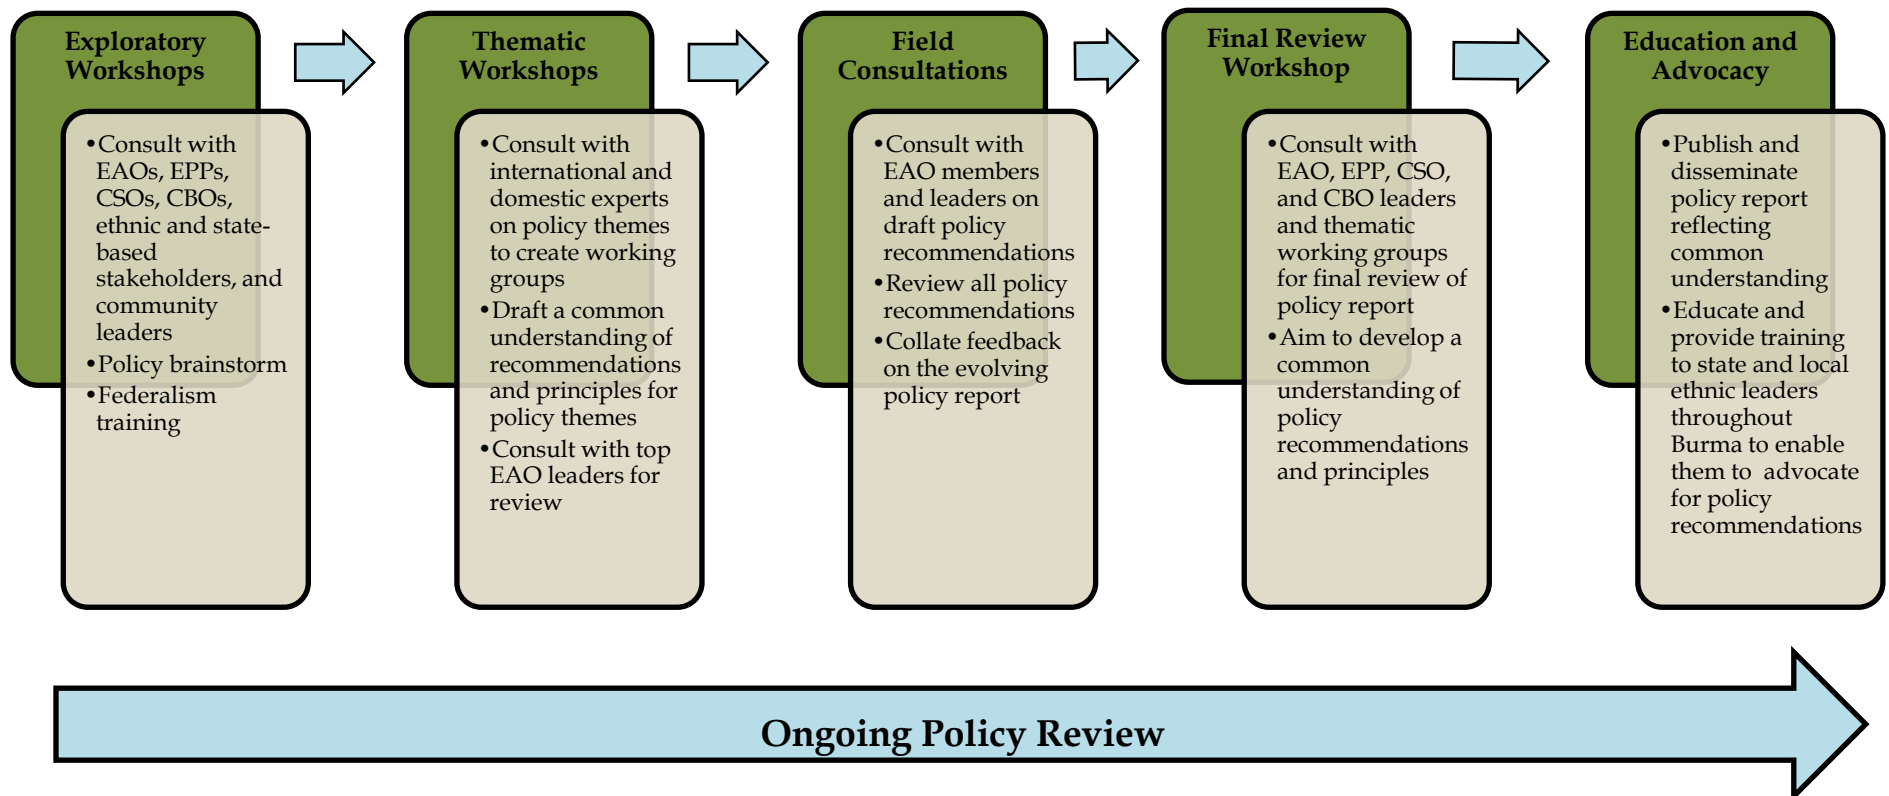 Exploratory
Workshops
•Consult with
EAOs, EPPs,
CSOs, CBOs,
ethnic and state-
based
stakeholders, and
community
leaders
•Policy brainstorm
•Federalism
training
Thematic
Workshops
•Consult with
international and
domestic experts
on policy themes
to create working
groups
•Draft a common
understanding of
recommendations
and principles for
policy themes
•Consult with top
EAO leaders for
review
Field
Consultations
•Consult with
EAO members
and leaders on
draft policy
recommendations
•Review all policy
recommendations
•Collate feedback
on the evolving
policy report
Final Review
Workshop
•Consult with
EAO, EPP, CSO,
and CBO leaders
and thematic
working groups
for final review of
policy report
•Aim to develop a
common
understanding of
policy
recommendations
and principles
Education and
Advocacy
•Publish and
disseminate
policy report
reflecting
common
understanding
•Educate and
provide training
to state and local
ethnic leaders
throughout
Burma to enable
them to  advocate
for policy
recommendations
Ongoing Policy Review